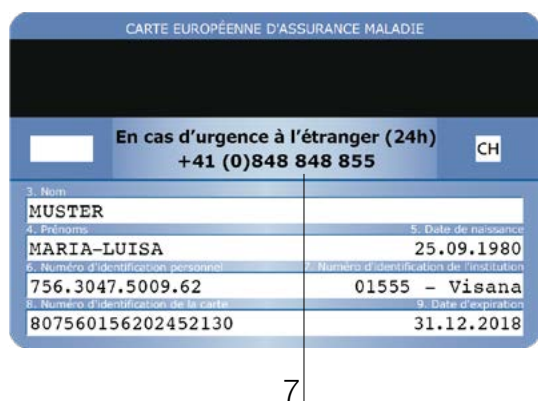 CARTE EUROPÉENNE D'ASSURANCE MALADIE
En cas d'urgence à l'étranger (24h)
+41 (0)848 848 855
CH
3. Nom
MUSTER
4. Prénoms 5. Date de naissance
MARIA-LUISA 25.09.1980
6. Numéro d'identification personnel 7. Numéro d'identification de l'institution
756.3047.5009.62 01555 - Visana
8. Numéro d'identification de la carte 9. Date d'expiration
807560156202452130 31.12.2018
7